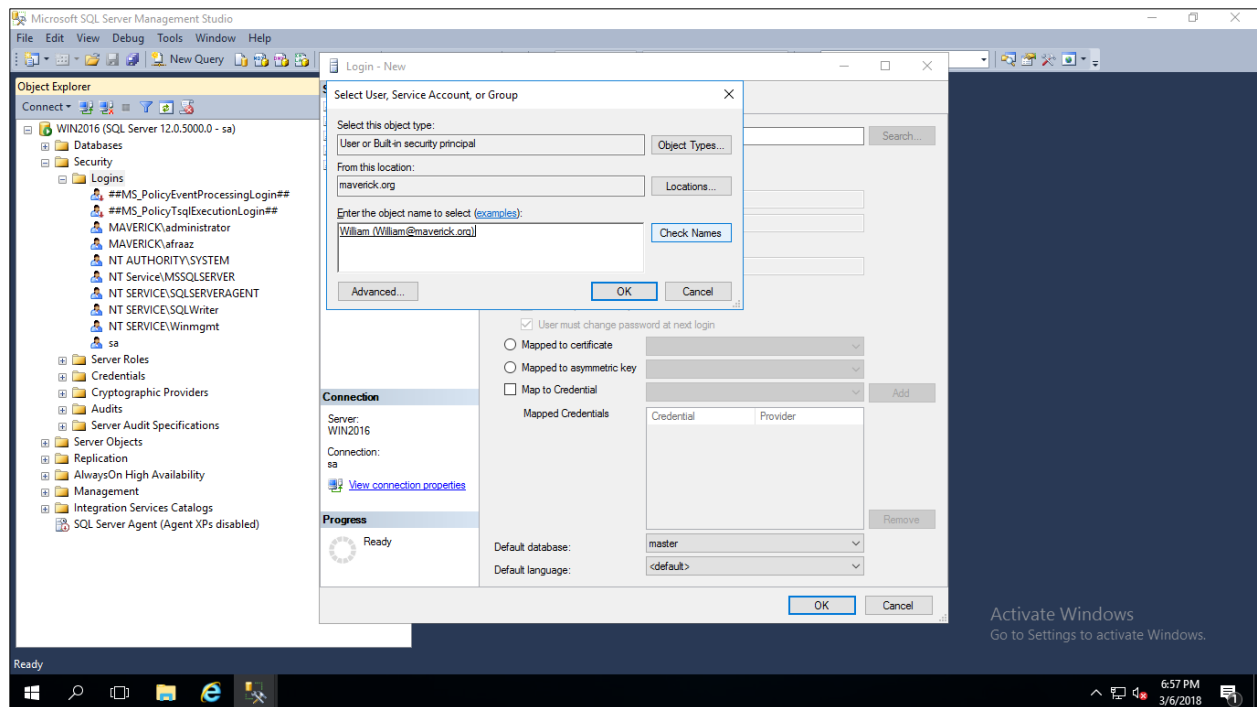 Microsoft SQL Server Management Studio
File Edit View Debug Tools Window Help
New Query
Object Explorer
Connect
WIN2016 (SQL Server 12.0.5000.0 - sa)
Databases
Security
Logins
##MS_PolicyEventProcessingLogin##
##MS_PolicyTsqlExecutionLogin##
MAVERICK\administrator
MAVERICK\afraaz
NT AUTHORITY\SYSTEM
NT Service\MSSQLSERVER
NT SERVICE\SQLSERVERAGENT
NT SERVICE\SQLWriter
NT SERVICE\Winmgmt
sa
Server Roles
Credentials
Cryptographic Providers
Audits
Server Audit Specifications
Server Objects
Replication
AlwaysOn High Availability
Management
Integration Services Catalogs
SQL Server Agent (Agent XPs disabled)
Login - New
Select User, Service Account, or Group
Select this object type:
User or Built-in security principal
Object Types...
From this location:
maverick.org
Locations...
Enter the object name to select (examples):
William (William@maverick.org)
Check Names
Advanced...
OK
Cancel
Search...
User must change password at next login
Mapped to certificate
Mapped to asymmetric key
Map to Credential
Add
Mapped Credentials
Credential Provider
Remove
Connection
Server:
WIN2016
Connection:
sa
View connection properties
Progress
Ready
Default database:
master
Default language:
<default>
OK
Cancel
Activate Windows
Go to Settings to activate Windows.
Ready
6:57 PM
3/6/2018
1